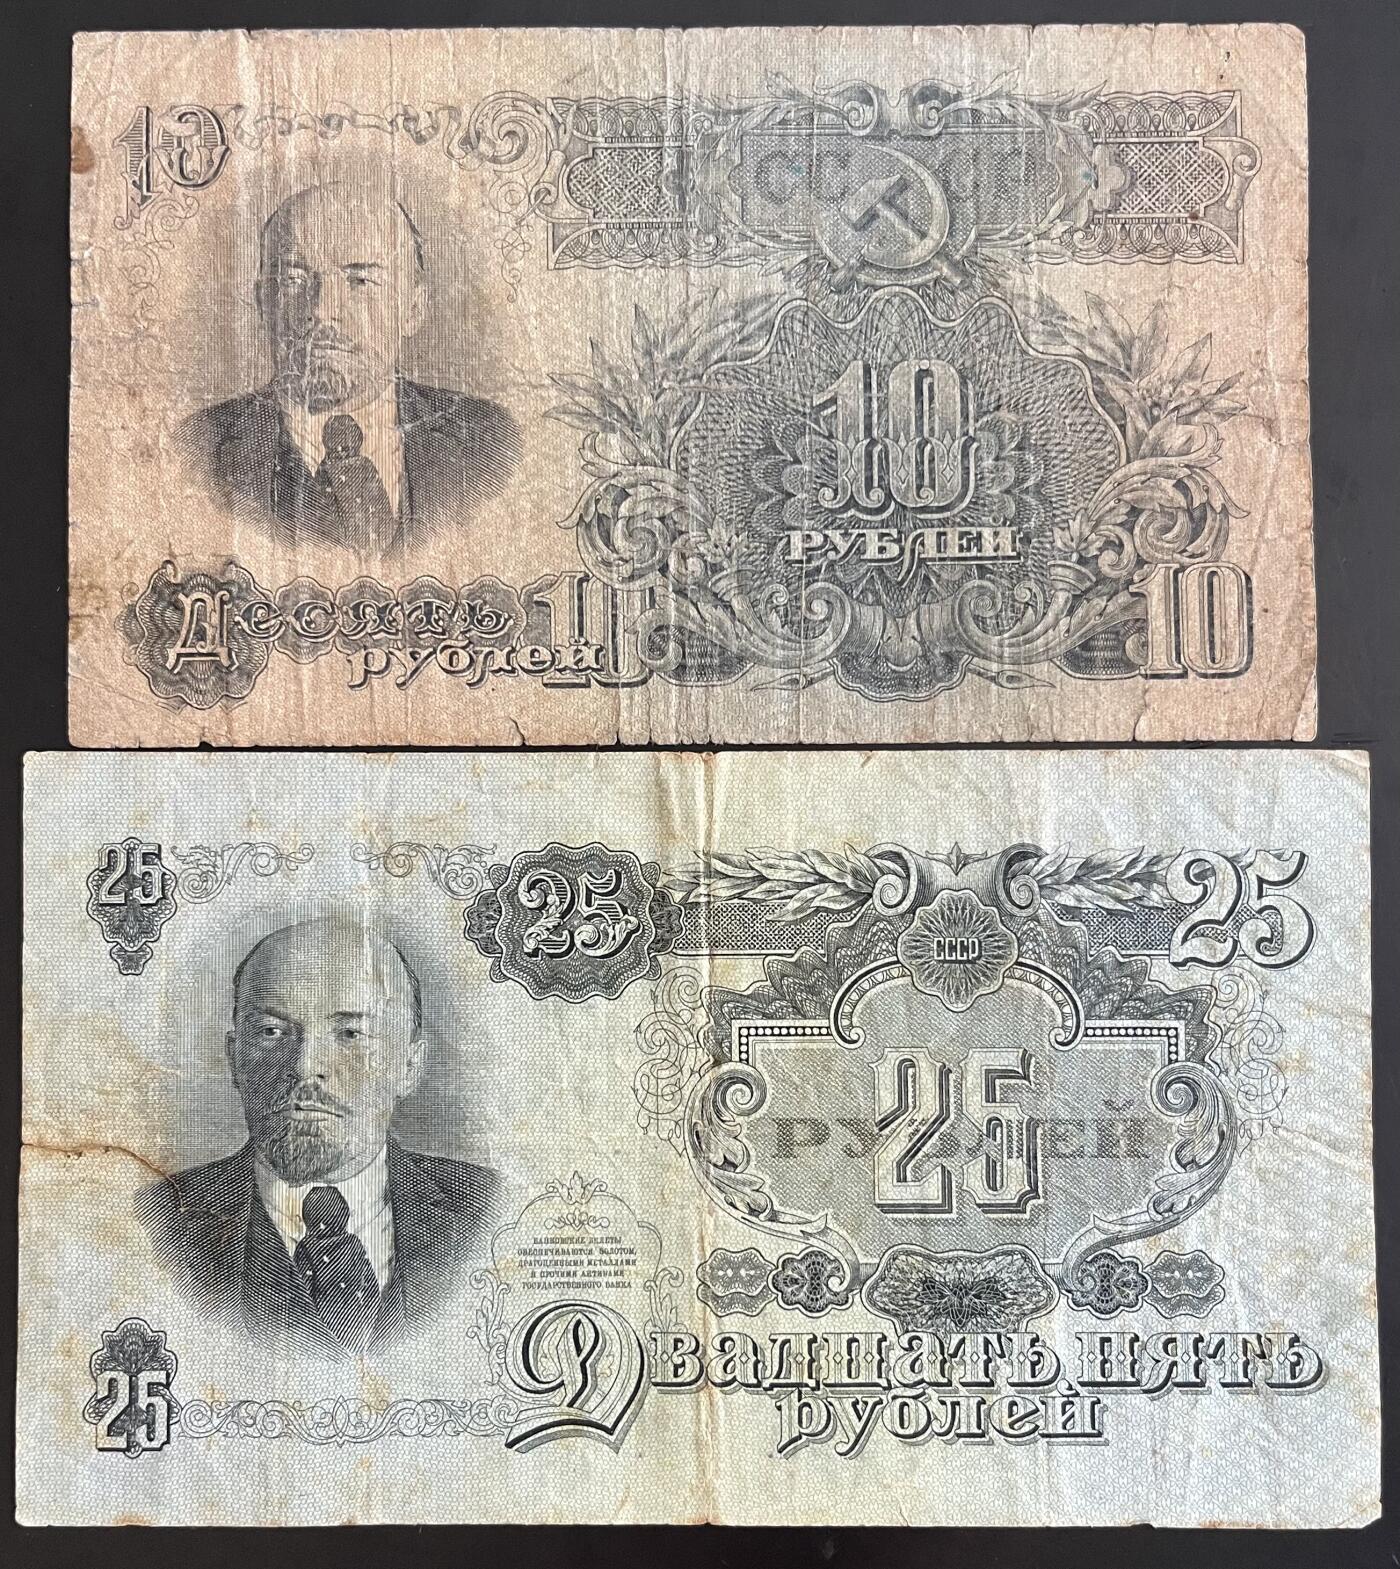 10
СССР
10
РУБЛЕЙ
Десять 10
рублей
10
25
25
25
СССР
25
РУБЛЕЙ
БАНКОВСКИЕ БИЛЕТЫ
ОБЕСПЕЧИВАЮТСЯ ЗОЛОТОМ,
ДРАГОЦЕННЫМИ МЕТАЛЛАМИ
И ПРОЧИМИ АКТИВАМИ
ГОСУДАРСТВЕННОГО БАНКА
25
Двадцать пять
рублей